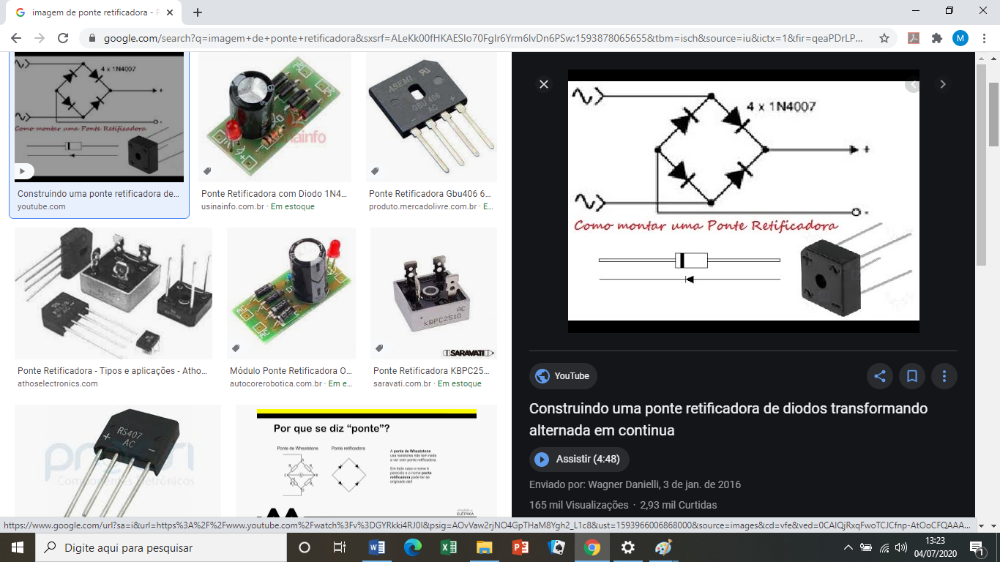 imagem de ponte retificadora - P
google.com/search?q=imagem+de+ponte+retificadora&sxsrf=ALeKk00fHKAESlo70FgIr6Yrm6lvDn6PSw:1593878065655&tbm=isch&source=iu&ictx=1&fir=qeaPDrLP...
M
4 x 1N4007
+
-
Como montar uma Ponte Retificadora
Construindo uma ponte retificadora de...
youtube.com
Ponte Retificadora com Diodo 1N4...
usinainfo.com.br · Em estoque
ASEMI
GBU406
- AC +
Ponte Retificadora Gbu406 6...
produto.mercadolivre.com.br · E...
Ponte Retificadora - Tipos e aplicações - Atho...
athoselectronics.com
AC
AC
Módulo Ponte Retificadora O...
autocorerobotica.com.br · Em e...
AC
+
KBPC2510
SARAVATI
Ponte Retificadora KBPC25...
saravati.com.br · Em estoque
RS407
+ AC -
Componentes Eletrônicos
Por que se diz “ponte”?
Ponte de Wheatstone
Ponte retificadora
A ponte de Wheatstone
usa resistores não tem nada
a ver com ponte retificadora.
Em todo caso o nome é
parecido e o nome ponte
retificadora pode ter se
originado daí!
ELÉTRICA
4 x 1N4007
+
-
Como montar uma Ponte Retificadora
YouTube
Construindo uma ponte retificadora de diodos transformando
alternada em continua
Assistir (4:48)
Enviado por: Wagner Danielli, 3 de jan. de 2016
165 mil Visualizações · 2,93 mil Curtidas
https://www.google.com/url?sa=i&url=https%3A%2F%2Fwww.youtube.com%2Fwatch%3Fv%3DGYRkki4RJ0I&psig=AOvVaw2rjNO4GpTHaM8Ygh2_L1c8&ust=1593966006868000&source=images&cd=vfe&ved=0CAIQjRxqFwoTCJCfnp-AtOoCFQAAA...
Digite aqui para pesquisar
13:23
04/07/2020
1